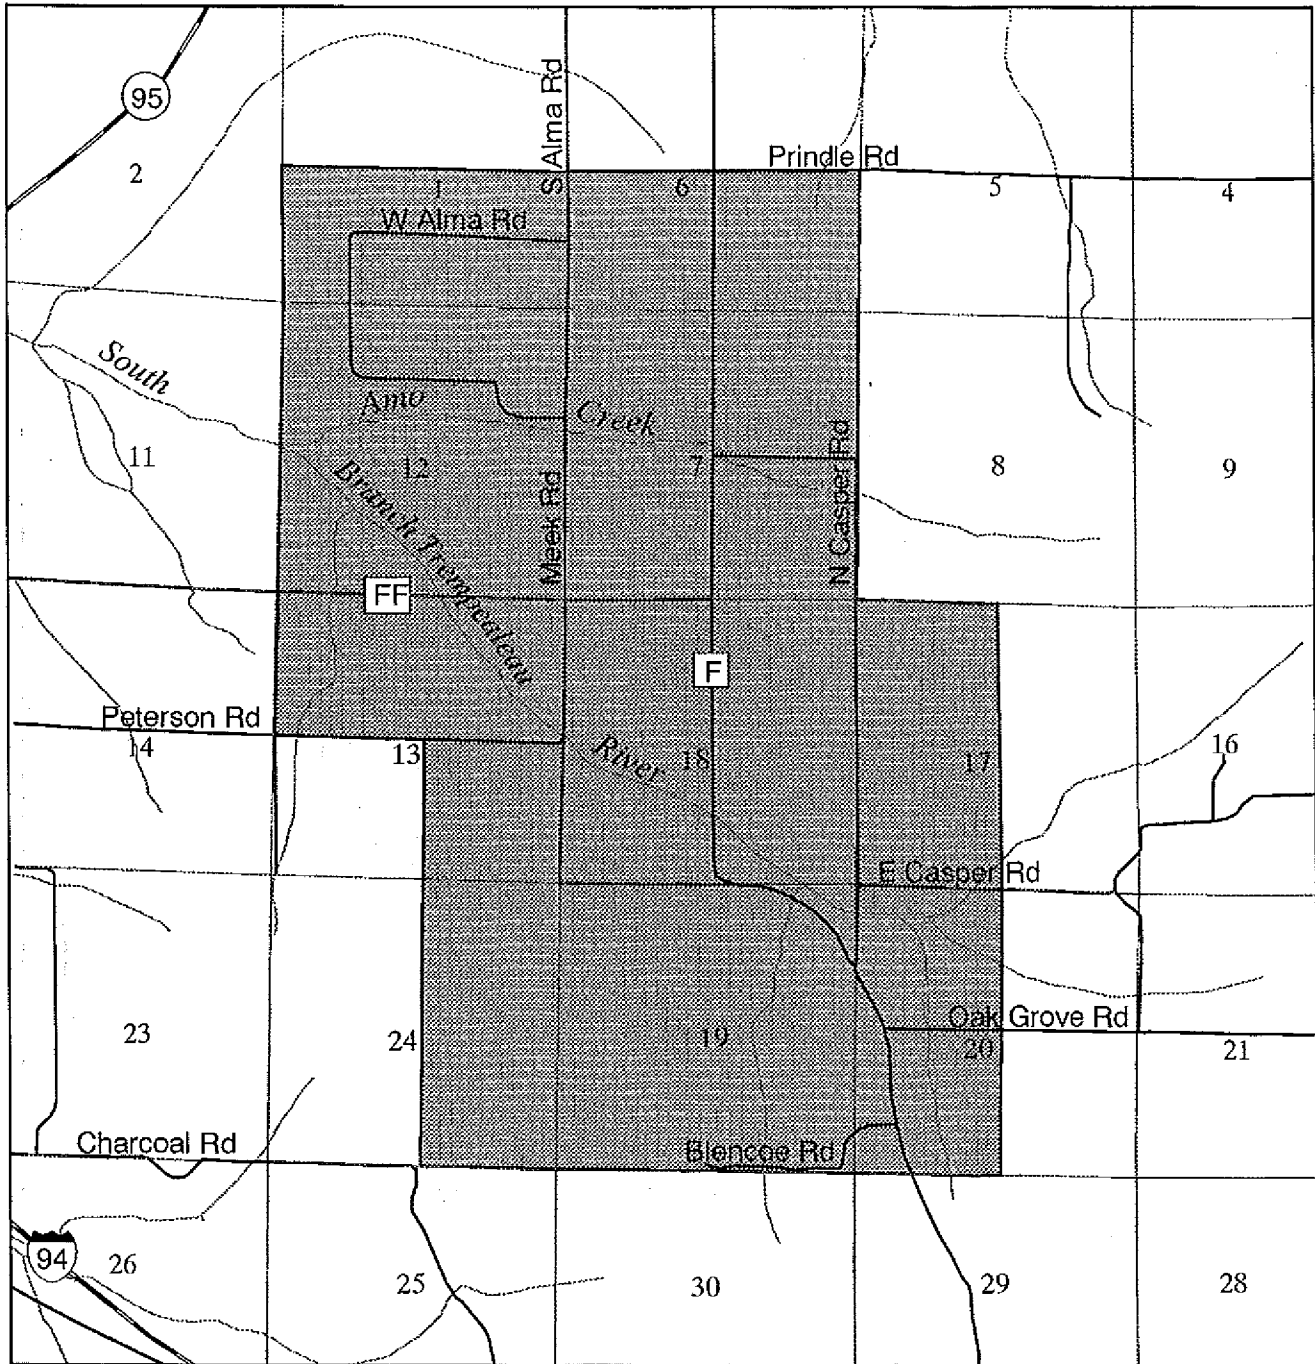 95
S Alma Rd
Prindle Rd
2
1
6
5
4
W Alma Rd
South
Amo
Creek
11
12
7
8
9
Branch Trempealeau
Meek Rd
N Casper Rd
FF
F
Peterson Rd
14
13
River
18
17
16
E Casper Rd
23
24
19
Oak Grove Rd
20
21
Charcoal Rd
Blencoe Rd
94
26
25
30
29
28